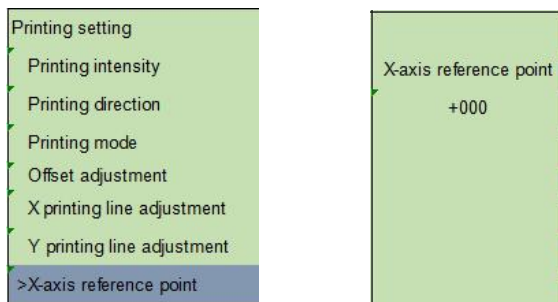 Printing setting
Printing intensity
Printing direction
Printing mode
Offset adjustment
X printing line adjustment
Y printing line adjustment
>X-axis reference point
X-axis reference point
+000